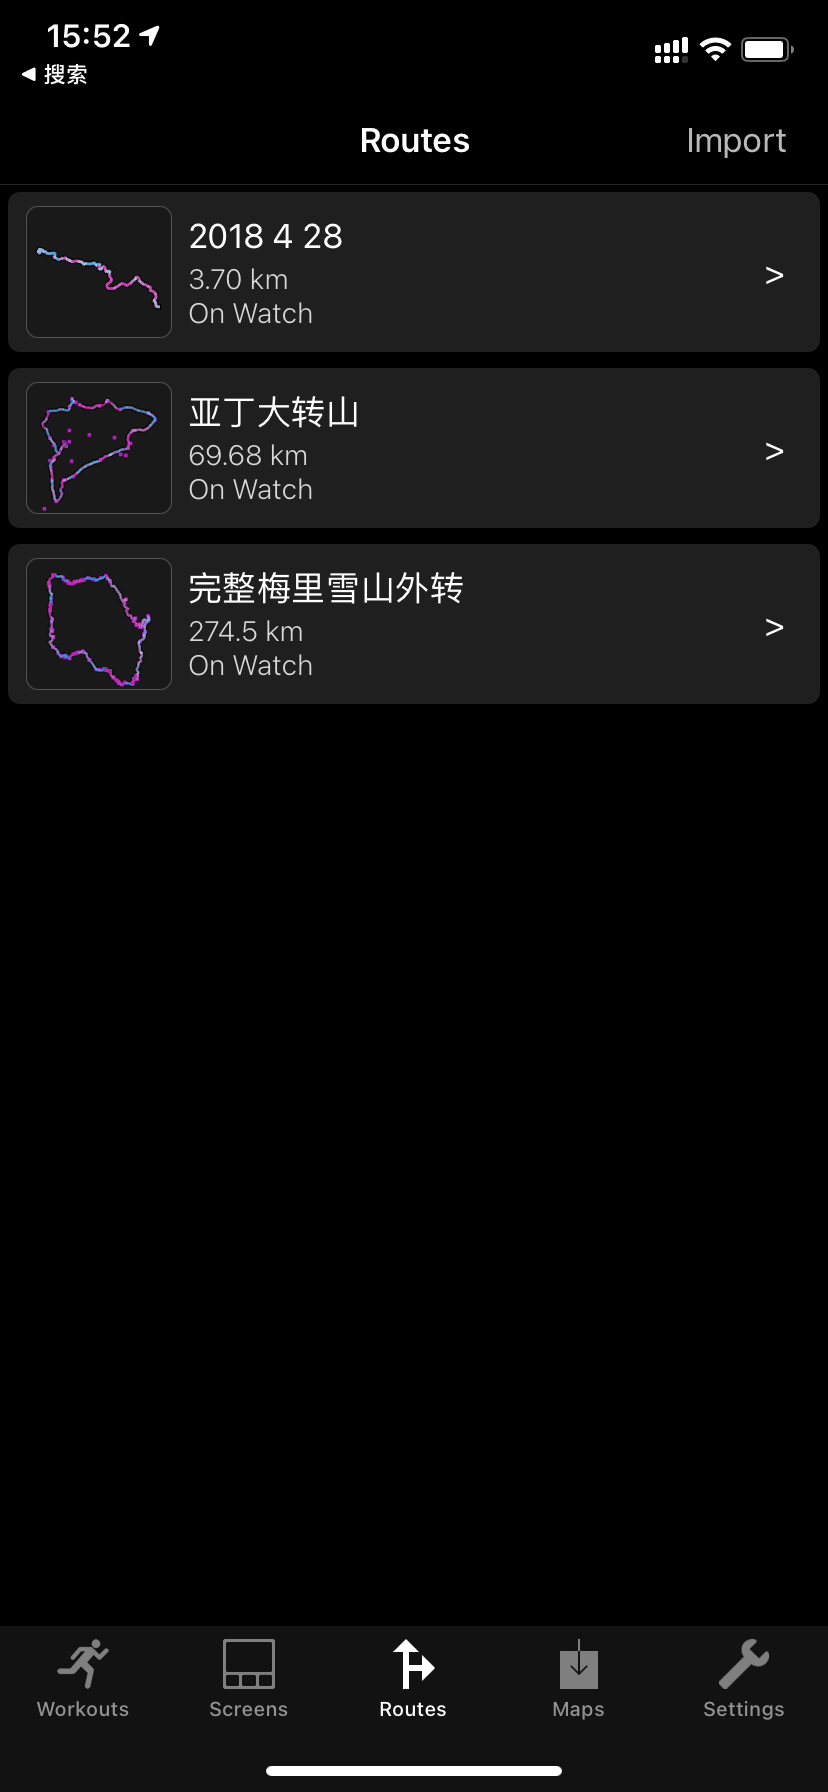 15:52
搜索
Routes
Import
2018 4 28
3.70 km
On Watch
>
亚丁大转山
69.68 km
On Watch
>
完整梅里雪山外转
274.5 km
On Watch
>
Workouts
Screens
Routes
Maps
Settings